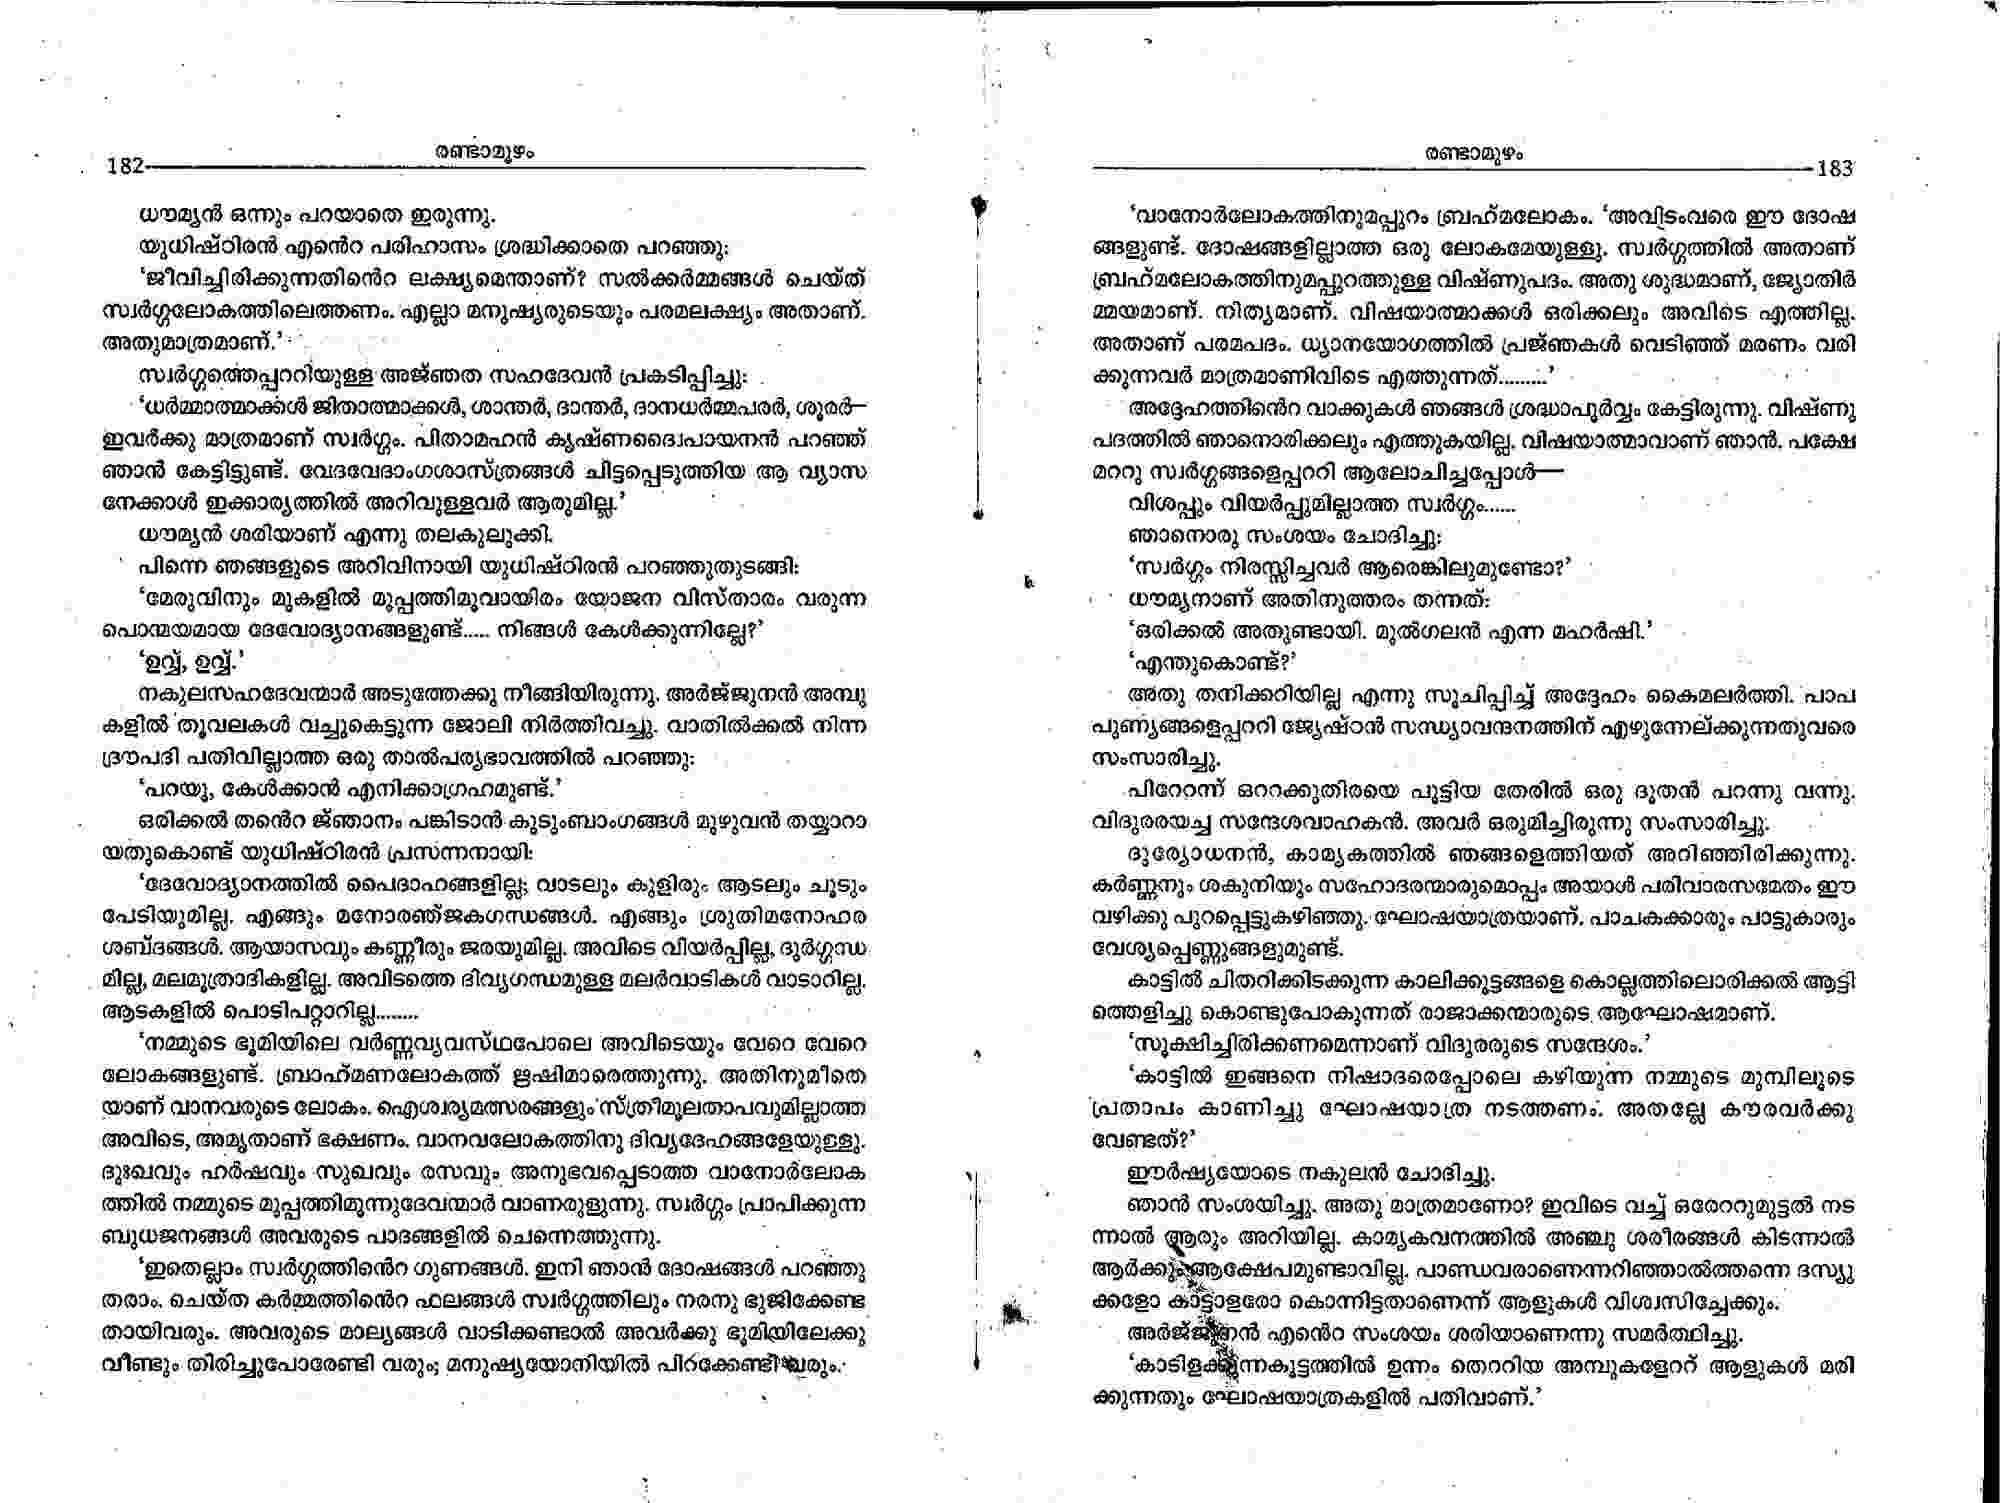 രണ്ടാമൂഴം
182
ധൗമ്യൻ ഒന്നും പറയാതെ ഇരുന്നു.
യുധിഷ്ഠിരൻ എൻെറ പരിഹാസം ശ്രദ്ധിക്കാതെ പറഞ്ഞു:
‘ജീവിച്ചിരിക്കുന്നതിൻെറ ലക്ഷ്യമെന്താണ്? സൽക്കർമ്മങ്ങൾ ചെയ്ത്
സ്വർഗ്ഗലോകത്തിലെത്തണം. എല്ലാ മനുഷ്യരുടെയും പരമലക്ഷ്യം അതാണ്.
അതുമാത്രമാണ്.’
സ്വർഗ്ഗത്തെപ്പററിയുള്ള അജ്ഞത സഹദേവൻ പ്രകടിപ്പിച്ചു:
‘ധർമ്മാത്മാക്കൾ ജിതാത്മാക്കൾ, ശാന്തർ, ദാന്തർ, ദാനധർമ്മപരർ, ശൂരർ—
ഇവർക്കു മാത്രമാണ് സ്വർഗ്ഗം. പിതാമഹൻ കൃഷ്ണദ്വൈപായനൻ പറഞ്ഞ്
ഞാൻ കേട്ടിട്ടുണ്ട്. വേദവേദാംഗശാസ്ത്രങ്ങൾ ചിട്ടപ്പെടുത്തിയ ആ വ്യാസ
നേക്കാൾ ഇക്കാര്യത്തിൽ അറിവുള്ളവർ ആരുമില്ല.’
ധൗമ്യൻ ശരിയാണ് എന്നു തലകുലുക്കി.
പിന്നെ ഞങ്ങളുടെ അറിവിനായി യുധിഷ്ഠിരൻ പറഞ്ഞുതുടങ്ങി:
‘മേരുവിനും മുകളിൽ മുപ്പത്തിമൂവായിരം യോജന വിസ്താരം വരുന്ന
പൊന്മയമായ ദേവോദ്യാനങ്ങളുണ്ട്..... നിങ്ങൾ കേൾക്കുന്നില്ലേ?’
‘ഉവ്വ്, ഉവ്വ്.’
നകുലസഹദേവന്മാർ അടുത്തേക്കു നീങ്ങിയിരുന്നു. അർജ്ജുനൻ അമ്പു
കളിൽ തൂവലകൾ വച്ചുകെട്ടുന്ന ജോലി നിർത്തിവച്ചു. വാതിൽക്കൽ നിന്ന
ദ്രൗപദി പതിവില്ലാത്ത ഒരു താൽപര്യഭാവത്തിൽ പറഞ്ഞു:
‘പറയൂ, കേൾക്കാൻ എനിക്കാഗ്രഹമുണ്ട്.’
ഒരിക്കൽ തൻെറ ജ്ഞാനം പങ്കിടാൻ കുടുംബാംഗങ്ങൾ മുഴുവൻ തയ്യാറാ
യതുകൊണ്ട് യുധിഷ്ഠിരൻ പ്രസന്നനായി:
‘ദേവോദ്യാനത്തിൽ പൈദാഹങ്ങളില്ല; വാടലും കുളിരും ആടലും ചൂടും
പേടിയുമില്ല. എങ്ങും മനോരഞ്ജകഗന്ധങ്ങൾ. എങ്ങും ശ്രുതിമനോഹര
ശബ്ദങ്ങൾ. ആയാസവും കണ്ണീരും ജരയുമില്ല. അവിടെ വിയർപ്പില്ല, ദുർഗ്ഗന്ധ
മില്ല, മലമൂത്രാദികളില്ല. അവിടത്തെ ദിവ്യഗന്ധമുള്ള മലർവാടികൾ വാടാറില്ല.
ആടകളിൽ പൊടിപറ്റാറില്ല........
‘നമ്മുടെ ഭൂമിയിലെ വർണ്ണവ്യവസ്ഥപോലെ അവിടെയും വേറെ വേറെ
ലോകങ്ങളുണ്ട്. ബ്രാഹ്മണലോകത്ത് ഋഷിമാരെത്തുന്നു. അതിനുമീതെ
യാണ് വാനവരുടെ ലോകം. ഐശ്വര്യമത്സരങ്ങളും സ്ത്രീമൂലതാപവുമില്ലാത്ത
അവിടെ, അമൃതാണ് ഭക്ഷണം. വാനവലോകത്തിനു ദിവ്യദേഹങ്ങളേയുള്ളു.
ദുഃഖവും ഹർഷവും സുഖവും രസവും അനുഭവപ്പെടാത്ത വാനോർലോക
ത്തിൽ നമ്മുടെ മുപ്പത്തിമൂന്നുദേവന്മാർ വാണരുളുന്നു. സ്വർഗ്ഗം പ്രാപിക്കുന്ന
ബുധജനങ്ങൾ അവരുടെ പാദങ്ങളിൽ ചെന്നെത്തുന്നു.
‘ഇതെല്ലാം സ്വർഗ്ഗത്തിൻെറ ഗുണങ്ങൾ. ഇനി ഞാൻ ദോഷങ്ങൾ പറഞ്ഞു
തരാം. ചെയ്ത കർമ്മത്തിൻെറ ഫലങ്ങൾ സ്വർഗ്ഗത്തിലും നരനു ഭുജിക്കേണ്ട
തായിവരും. അവരുടെ മാല്യങ്ങൾ വാടിക്കണ്ടാൽ അവർക്കു ഭൂമിയിലേക്കു
വീണ്ടും തിരിച്ചുപോരേണ്ടി വരും; മനുഷ്യയോനിയിൽ പിറക്കേണ്ടി വരും.
രണ്ടാമൂഴം
183
‘വാനോർലോകത്തിനുമപ്പുറം ബ്രഹ്മലോകം. ‘അവിടംവരെ ഈ ദോഷ
ങ്ങളുണ്ട്. ദോഷങ്ങളില്ലാത്ത ഒരു ലോകമേയുള്ളു. സ്വർഗ്ഗത്തിൽ അതാണ്
ബ്രഹ്മലോകത്തിനുമപ്പുറത്തുള്ള വിഷ്ണുപദം. അതു ശുദ്ധമാണ്, ജ്യോതിർ
മ്മയമാണ്. നിത്യമാണ്. വിഷയാത്മാക്കൾ ഒരിക്കലും അവിടെ എത്തില്ല.
അതാണ് പരമപദം. ധ്യാനയോഗത്തിൽ പ്രജ്ഞകൾ വെടിഞ്ഞ് മരണം വരി
ക്കുന്നവർ മാത്രമാണിവിടെ എത്തുന്നത്.........’
അദ്ദേഹത്തിൻെറ വാക്കുകൾ ഞങ്ങൾ ശ്രദ്ധാപൂർവ്വം കേട്ടിരുന്നു. വിഷ്ണു
പദത്തിൽ ഞാനൊരിക്കലും എത്തുകയില്ല. വിഷയാത്മാവാണ് ഞാൻ. പക്ഷേ
മററു സ്വർഗ്ഗങ്ങളെപ്പററി ആലോചിച്ചപ്പോൾ—
വിശപ്പും വിയർപ്പുമില്ലാത്ത സ്വർഗ്ഗം......
ഞാനൊരു സംശയം ചോദിച്ചു:
‘സ്വർഗ്ഗം നിരസ്സിച്ചവർ ആരെങ്കിലുമുണ്ടോ?’
ധൗമ്യനാണ് അതിനുത്തരം തന്നത്:
‘ഒരിക്കൽ അതുണ്ടായി. മുൽഗലൻ എന്ന മഹർഷി.’
‘എന്തുകൊണ്ട്?’
അതു തനിക്കറിയില്ല എന്നു സൂചിപ്പിച്ച് അദ്ദേഹം കൈമലർത്തി. പാപ
പുണ്യങ്ങളെപ്പററി ജ്യേഷ്ഠൻ സന്ധ്യാവന്ദനത്തിന് എഴുന്നേല്ക്കുന്നതുവരെ
സംസാരിച്ചു.
പിറേറന്ന് ഒററക്കുതിരയെ പൂട്ടിയ തേരിൽ ഒരു ദൂതൻ പറന്നു വന്നു.
വിദുരരയച്ച സന്ദേശവാഹകൻ. അവർ ഒരുമിച്ചിരുന്നു സംസാരിച്ചു.
ദുര്യോധനൻ, കാമ്യകത്തിൽ ഞങ്ങളെത്തിയത് അറിഞ്ഞിരിക്കുന്നു.
കർണ്ണനും ശകുനിയും സഹോദരന്മാരുമൊപ്പം അയാൾ പരിവാരസമേതം ഈ
വഴിക്കു പുറപ്പെട്ടുകഴിഞ്ഞു. ഘോഷയാത്രയാണ്. പാചകക്കാരും പാട്ടുകാരും
വേശ്യപ്പെണ്ണുങ്ങളുമുണ്ട്.
കാട്ടിൽ ചിതറിക്കിടക്കുന്ന കാലിക്കൂട്ടങ്ങളെ കൊല്ലത്തിലൊരിക്കൽ ആട്ടി
ത്തെളിച്ചു കൊണ്ടുപോകുന്നത് രാജാക്കന്മാരുടെ ആഘോഷമാണ്.
‘സൂക്ഷിച്ചിരിക്കണമെന്നാണ് വിദുരരുടെ സന്ദേശം.’
‘കാട്ടിൽ ഇങ്ങനെ നിഷാദരെപ്പോലെ കഴിയുന്ന നമ്മുടെ മുമ്പിലൂടെ
പ്രതാപം കാണിച്ചു ഘോഷയാത്ര നടത്തണം. അതല്ലേ കൗരവർക്കു
വേണ്ടത്?’
ഈർഷ്യയോടെ നകുലൻ ചോദിച്ചു.
ഞാൻ സംശയിച്ചു. അതു മാത്രമാണോ? ഇവിടെ വച്ച് ഒരേററുമുട്ടൽ നട
ന്നാൽ ആരും അറിയില്ല. കാമ്യകവനത്തിൽ അഞ്ചു ശരീരങ്ങൾ കിടന്നാൽ
ആർക്കും ആക്ഷേപമുണ്ടാവില്ല. പാണ്ഡവരാണെന്നറിഞ്ഞാൽത്തന്നെ ദസ്യു
ക്കളോ കാട്ടാളരോ കൊന്നിട്ടതാണെന്ന് ആളുകൾ വിശ്വസിച്ചേക്കും.
അർജ്ജുനൻ എൻെറ സംശയം ശരിയാണെന്നു സമർത്ഥിച്ചു.
‘കാടിളക്കുന്നകൂട്ടത്തിൽ ഉന്നം തെററിയ അമ്പുകളേററ് ആളുകൾ മരി
ക്കുന്നതും ഘോഷയാത്രകളിൽ പതിവാണ്.’